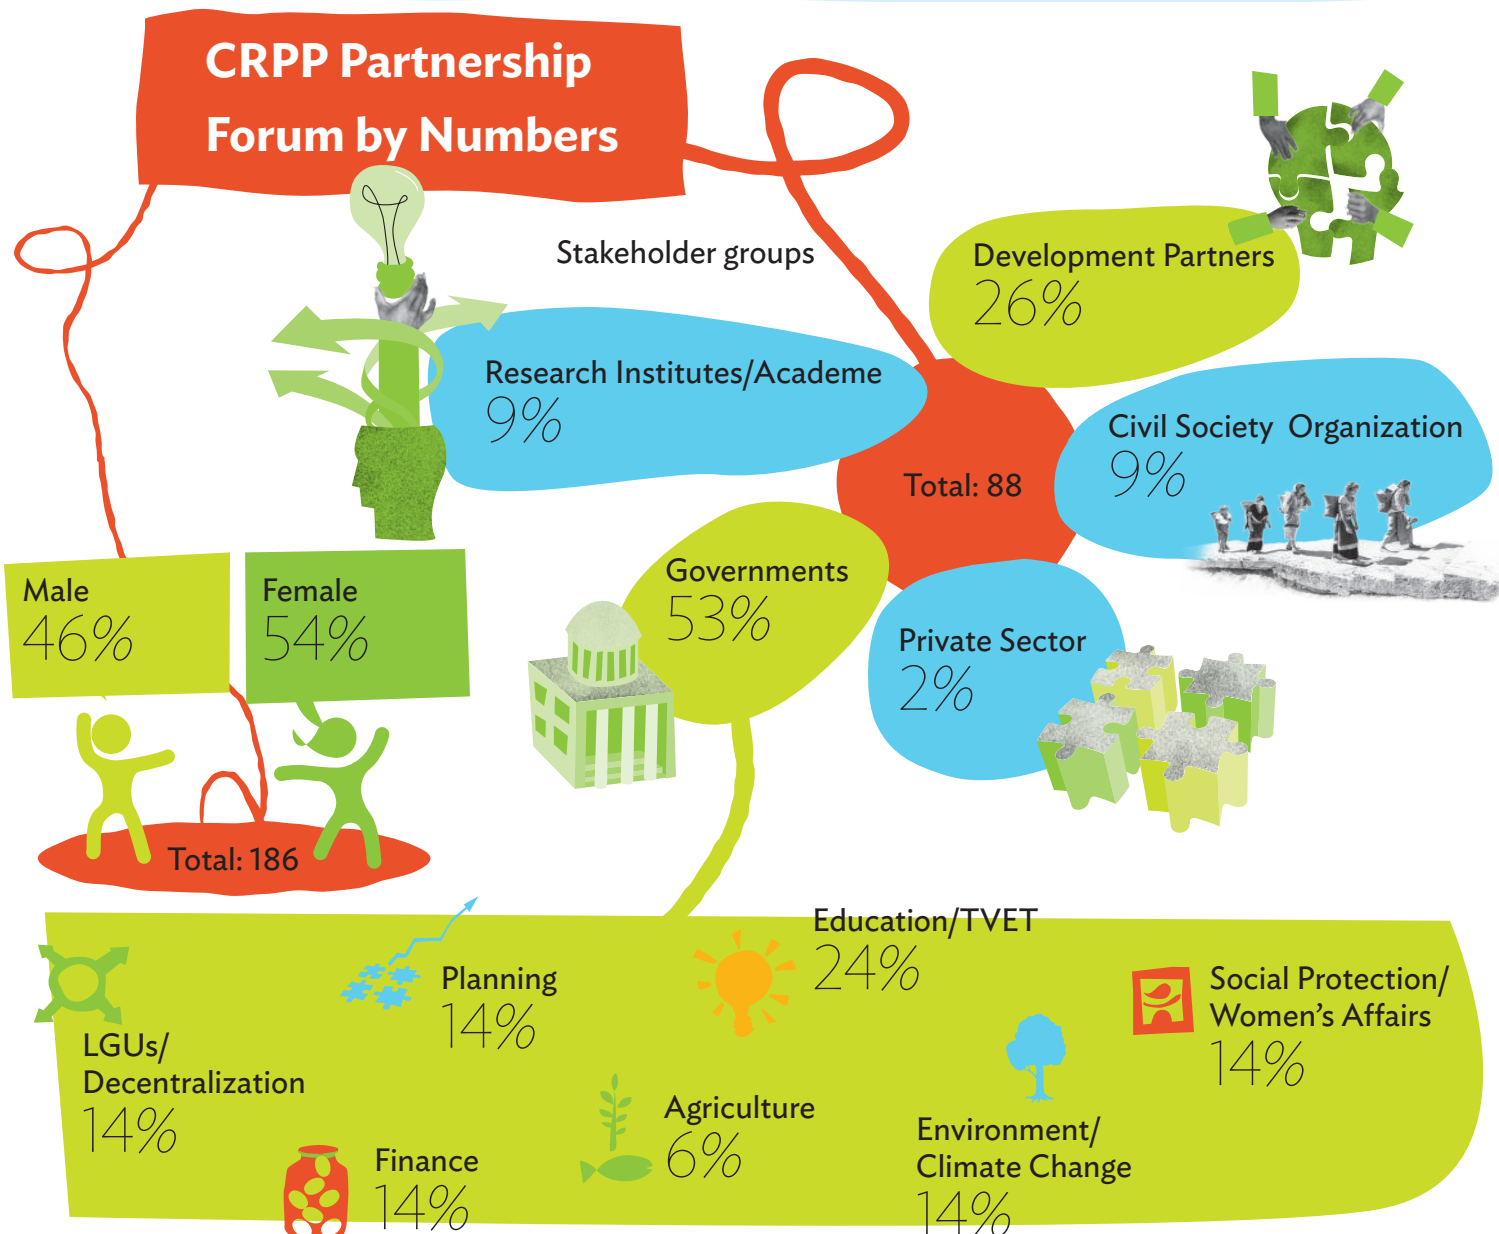 CRPP Partnership
Forum by Numbers
Stakeholder groups
Development Partners
26%
Research Institutes/Academe
9%
Civil Society Organization
9%
Total: 88
Governments
53%
Private Sector
2%
Male
46%
Female
54%
Total: 186
Education/TVET
24%
Planning
14%
Social Protection/
Women’s Affairs
14%
LGUs/
Decentralization
14%
Agriculture
6%
Environment/
Climate Change
14%
Finance
14%